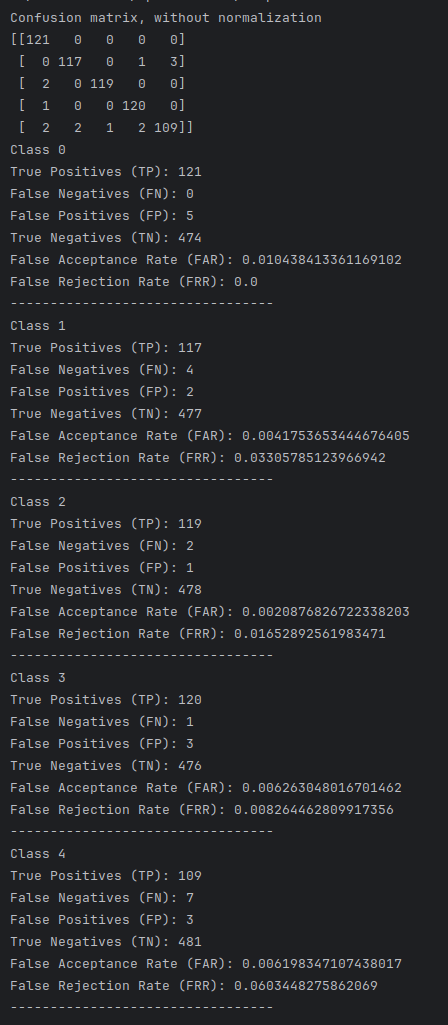 Confusion matrix, without normalization
[[121   0   0   0   0]
 [  0 117   0   1   3]
 [  2   0 119   0   0]
 [  1   0   0 120   0]
 [  2   2   1   2 109]]
Class 0
True Positives (TP): 121
False Negatives (FN): 0
False Positives (FP): 5
True Negatives (TN): 474
False Acceptance Rate (FAR): 0.010438413361169102
False Rejection Rate (FRR): 0.0
---------------------------------
Class 1
True Positives (TP): 117
False Negatives (FN): 4
False Positives (FP): 2
True Negatives (TN): 477
False Acceptance Rate (FAR): 0.0041753653444676405
False Rejection Rate (FRR): 0.03305785123966942
---------------------------------
Class 2
True Positives (TP): 119
False Negatives (FN): 2
False Positives (FP): 1
True Negatives (TN): 478
False Acceptance Rate (FAR): 0.0020876826722338203
False Rejection Rate (FRR): 0.01652892561983471
---------------------------------
Class 3
True Positives (TP): 120
False Negatives (FN): 1
False Positives (FP): 3
True Negatives (TN): 476
False Acceptance Rate (FAR): 0.006263048016701462
False Rejection Rate (FRR): 0.008264462809917356
---------------------------------
Class 4
True Positives (TP): 109
False Negatives (FN): 7
False Positives (FP): 3
True Negatives (TN): 481
False Acceptance Rate (FAR): 0.006198347107438017
False Rejection Rate (FRR): 0.0603448275862069
---------------------------------